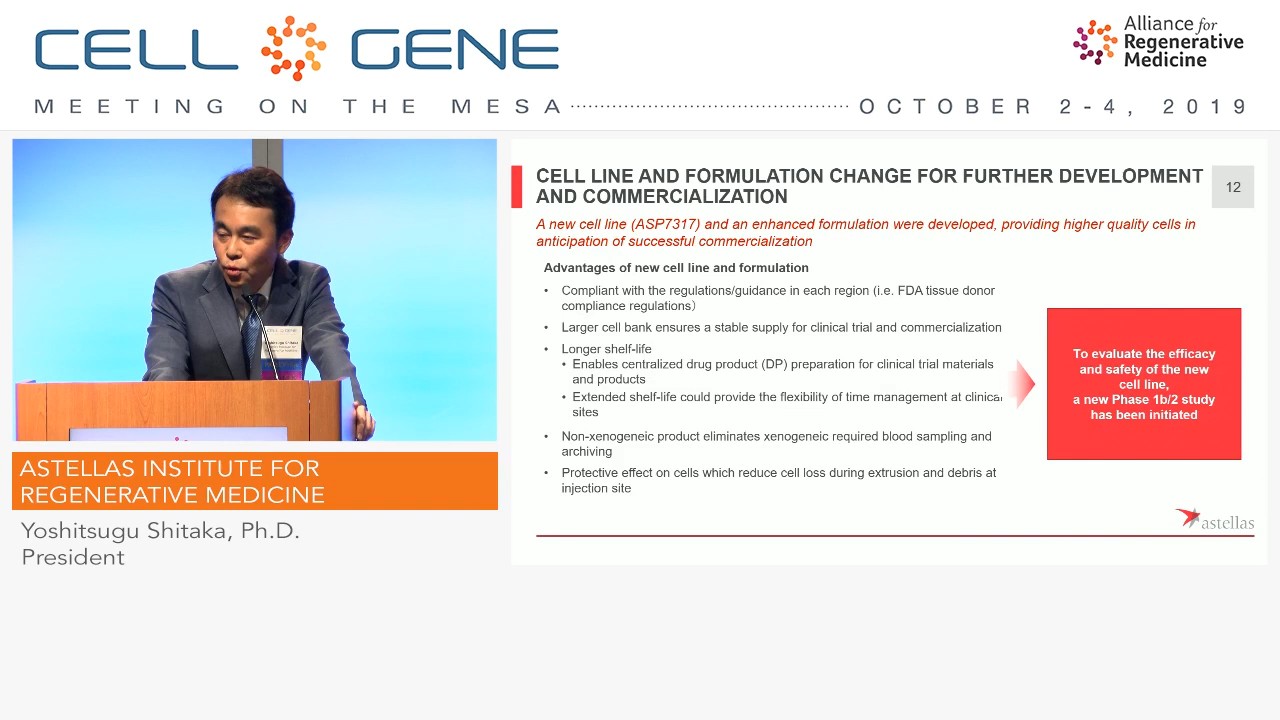 CELL GENE
Alliance for
Regenerative
Medicine
MEETING ON THE MESA OCTOBER 2-4, 2019
ASTELLAS INSTITUTE FOR
REGENERATIVE MEDICINE
Yoshitsugu Shitaka, Ph.D.
President
CELL LINE AND FORMULATION CHANGE FOR FURTHER DEVELOPMENT
AND COMMERCIALIZATION
12
A new cell line (ASP7317) and an enhanced formulation were developed, providing higher quality cells in
anticipation of successful commercialization
Advantages of new cell line and formulation
• Compliant with the regulations/guidance in each region (i.e. FDA tissue donor
compliance regulations）
• Larger cell bank ensures a stable supply for clinical trial and commercialization
• Longer shelf-life
• Enables centralized drug product (DP) preparation for clinical trial materials
and products
• Extended shelf-life could provide the flexibility of time management at clinical
sites
• Non-xenogeneic product eliminates xenogeneic required blood sampling and
archiving
• Protective effect on cells which reduce cell loss during extrusion and debris at
injection site
To evaluate the efficacy
and safety of the new
cell line,
a new Phase 1b/2 study
has been initiated
astellas